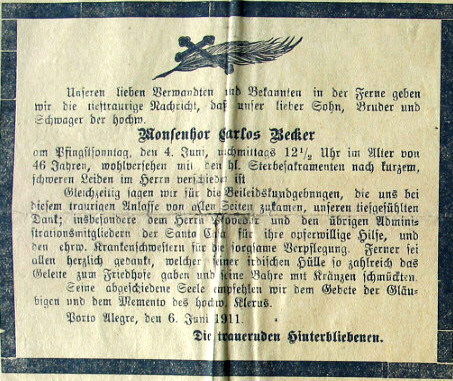 Unseren lieben Verwandten und Bekannten in der Ferne geben
wir die tieftraurige Nachricht, daß unser lieber Sohn, Bruder und
Schwager der hochw.
Monsenhor Carlos Becker
am Pfingstsonntag, den 4. Juni, nachmittags 12½ Uhr im Alter von
46 Jahren, wohlversehen mit den hl. Sterbesakramenten nach kurzem,
schweren Leiden im Herrn verschieden ist
Gleichzeitig sagen wir für die Beileidskundgebungen, die uns bei
diesem traurigen Anlasse von allen Seiten zukamen, unseren tiefgefühlten
Dank; insbesondere dem Herrn Provedor und den übrigen Adminis
strationsmitgliedern der Santa Casa für ihre opferwillige Hilfe, und
den ehrw. Krankenschwestern für die sorgsame Verpflegung. Ferner sei
allen herzlich gedankt, welcher seiner irdischen Hülle so zahlreich das
Geleite zum Friedhofe gaben und seine Bahre mit Kränzen schmückten.
Seine abgeschiedene Seele empfehlen wir dem Gebete der Gläu-
bigen und dem Memento des hochw. Klerus.
Porto Alegre, den 6. Juni 1911.
Die trauernden Hinterbliebenen.